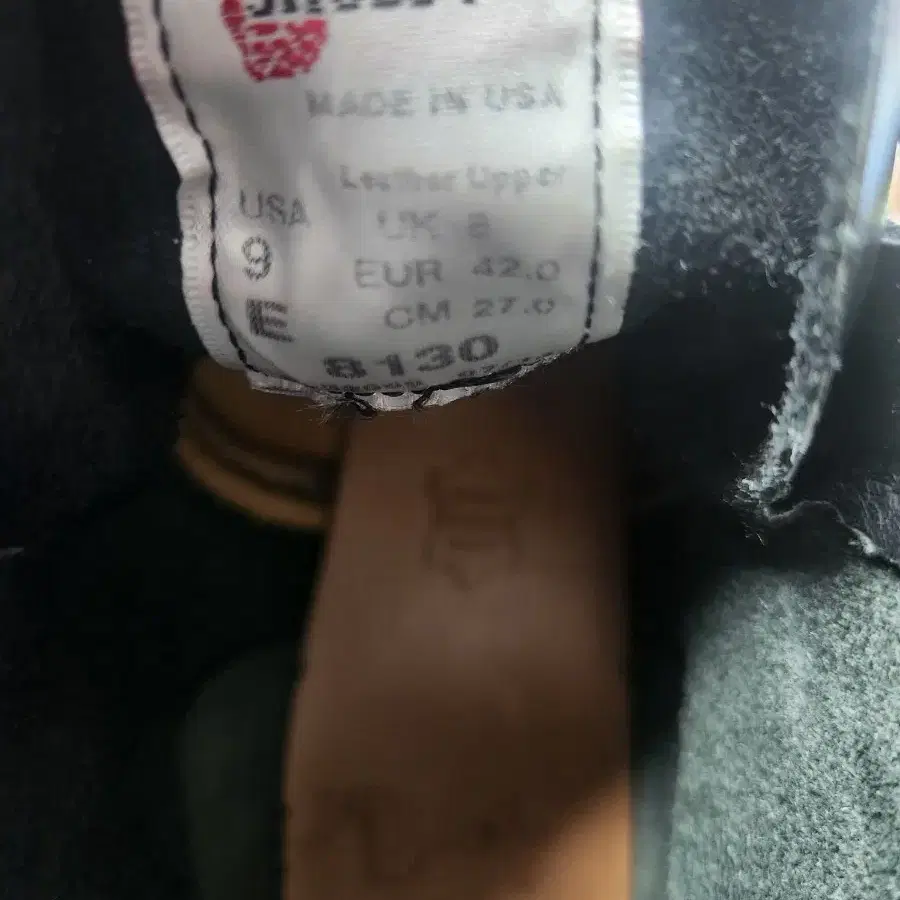 MADE IN USA
Leather Upper
USA UK 8
9 EUR 42.0
E CM 27.0
8130